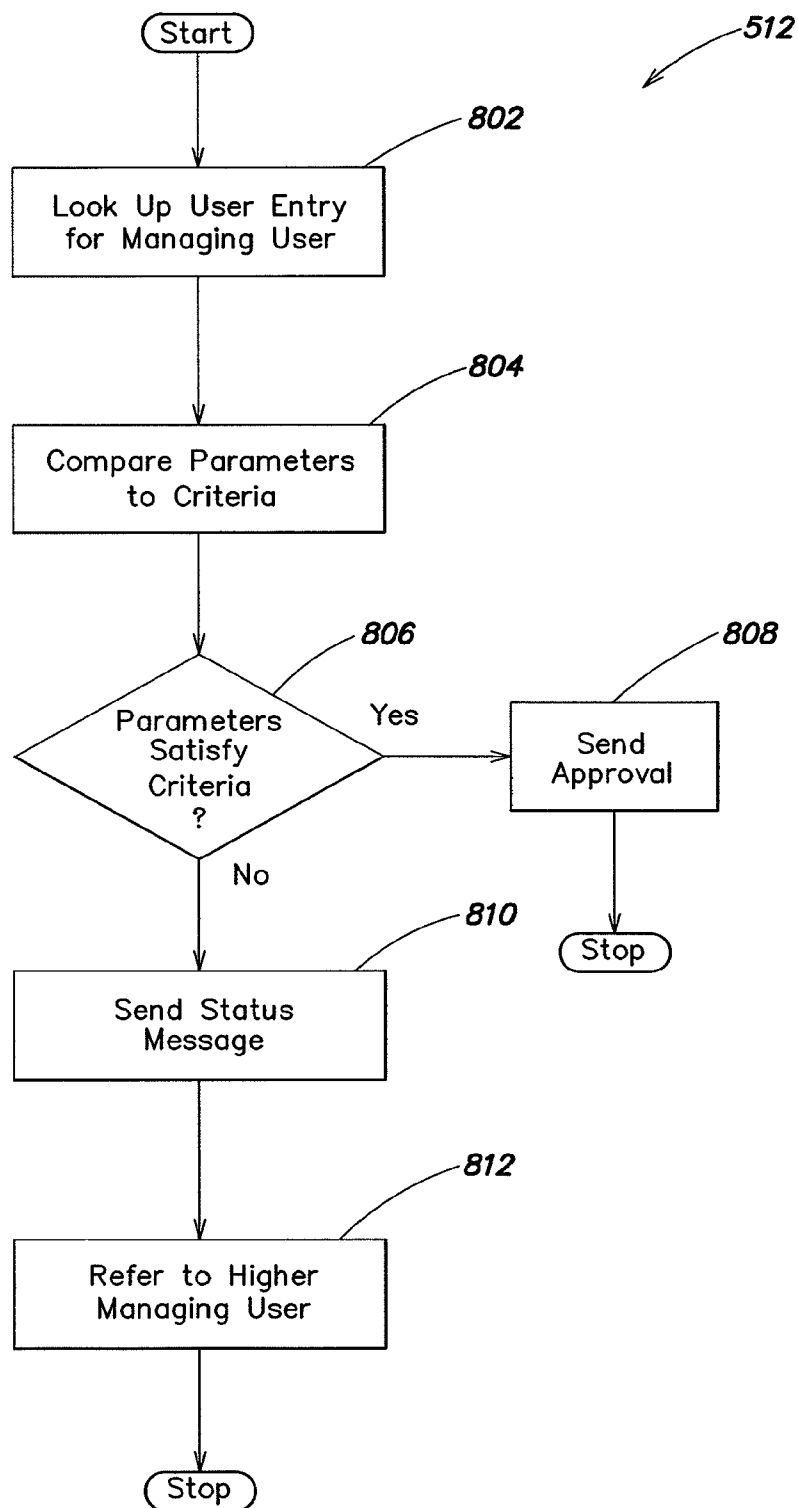 Start
512
802
Look Up User Entry
for Managing User
804
Compare Parameters
to Criteria
806
808
Parameters
Satisfy
Criteria
?
Yes
Send
Approval
No
Stop
810
Send Status
Message
812
Refer to Higher
Managing User
Stop